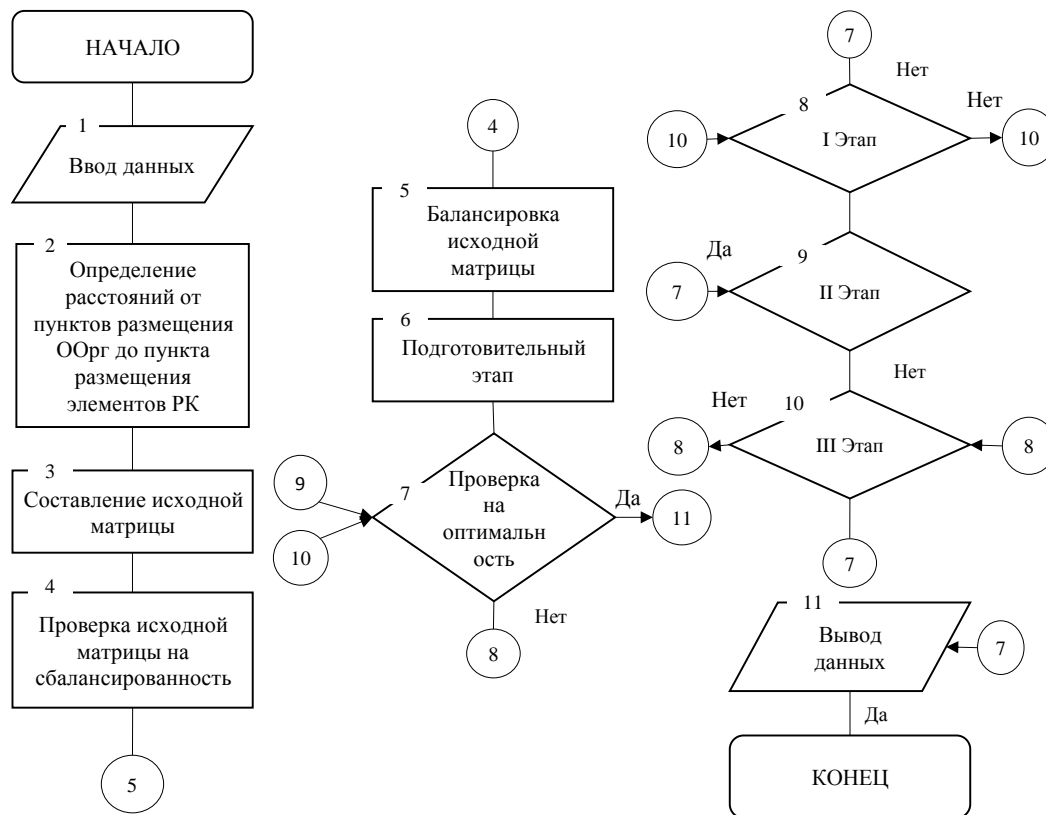 НАЧАЛО
1
Ввод данных
2
Определение
расстояний от
пунктов размещения
ООрг до пункта
размещения
элементов РК
3
Составление исходной
матрицы
4
Проверка исходной
матрицы на
сбалансированность
5
4
5
Балансировка
исходной
матрицы
6
Подготовительный
этап
9
10
7
Проверка
на
оптимальн
ость
Да
11
Нет
8
7
Нет
8
Нет
10
I Этап
10
Да
9
7
II Этап
Нет
Нет
10
8
III Этап
8
7
11
Вывод
данных
7
Да
КОНЕЦ